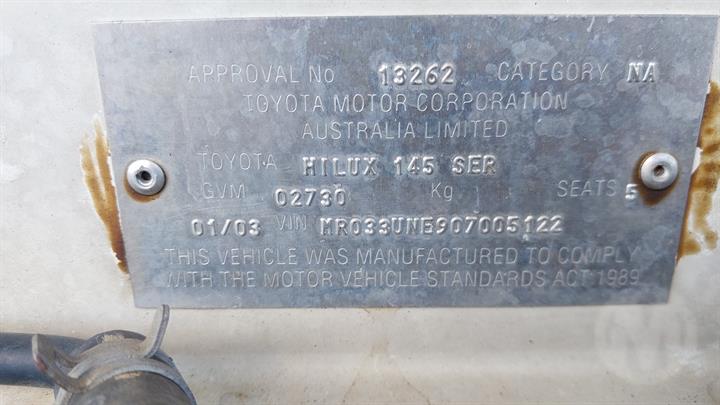 APPROVAL No 13262 CATEGORY NA
TOYOTA MOTOR CORPORATION
AUSTRALIA LIMITED
TOYOTA HILUX 145 SER
GVM 02730 Kg SEATS 5
01/03 VIN MR033UNE907005122
THIS VEHICLE WAS MANUFACTURED TO COMPLY
WITH THE MOTOR VEHICLE STANDARDS ACT 1989
M